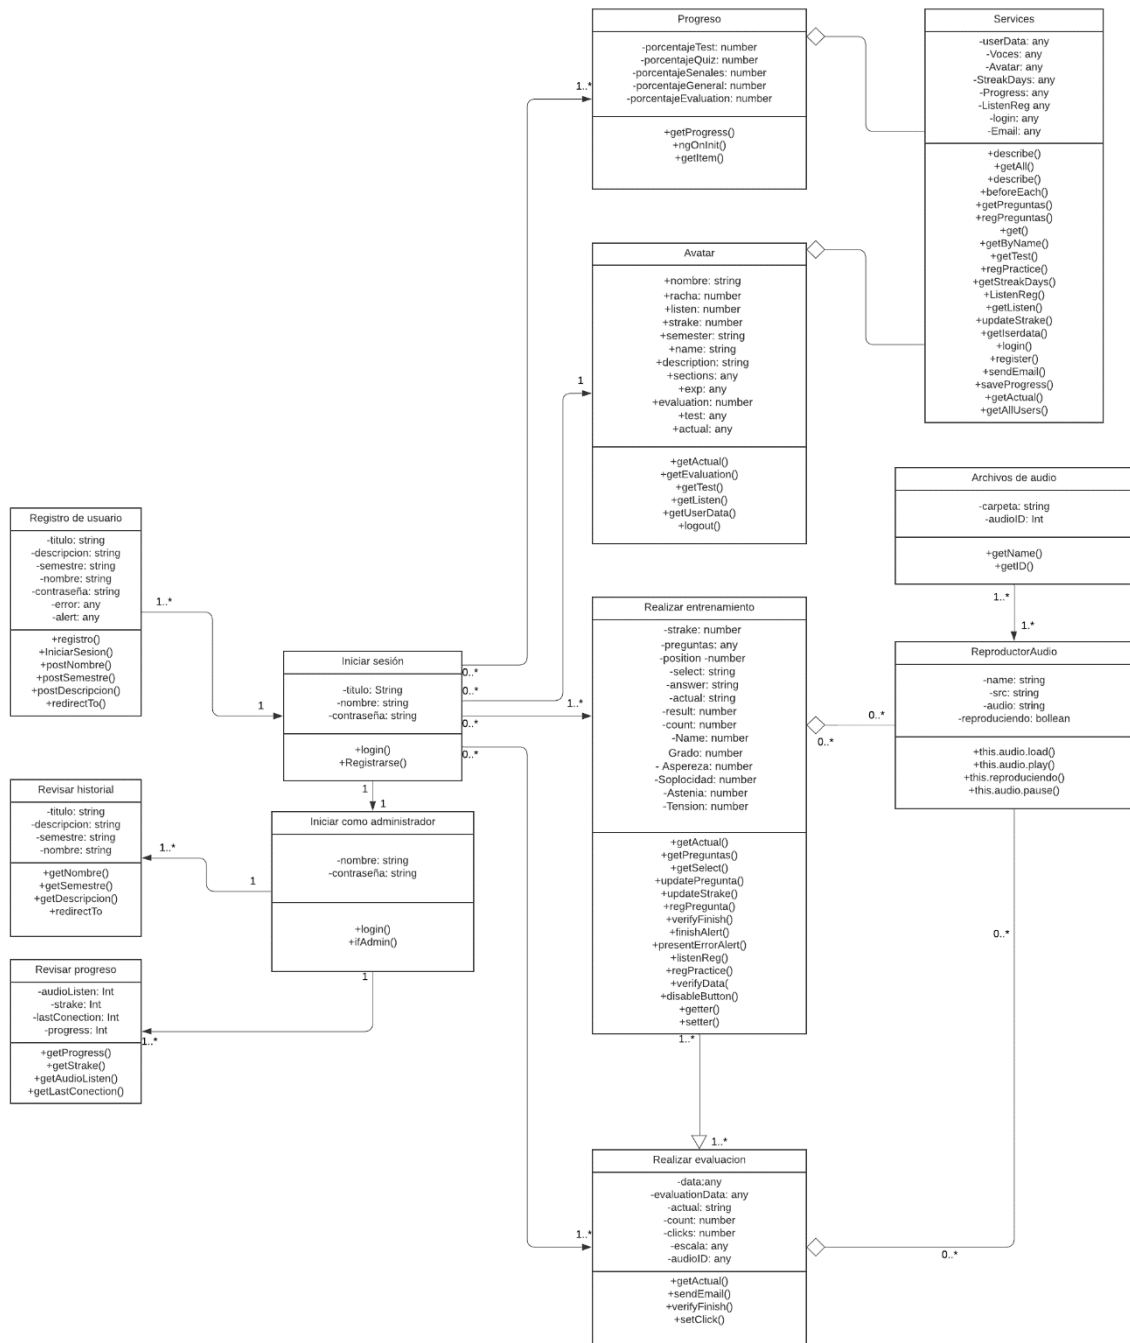 Progreso
-porcentajeTest: number
-porcentajeQuiz: number
-porcentajeSenales: number
-porcentajeGeneral: number
-porcentajeEvaluation: number
+getProgress()
+ngOnInit()
+getItem()
Services
-userData: any
-Voces: any
-Avatar: any
-StreakDays: any
-Progress: any
-ListenReg any
-login: any
-Email: any
+describe()
+getAll()
+describe()
+beforeEach()
+getPreguntas()
+regPreguntas()
+get()
+getByName()
+getTest()
+regPractice()
+getStreakDays()
+ListenReg()
+getListen()
+updateStrake()
+getIserdata()
+login()
+register()
+sendEmail()
+saveProgress()
+getActual()
+getAllUsers()
1..*
Avatar
+nombre: string
+racha: number
+listen: number
+strake: number
+semester: string
+name: string
+description: string
+sections: any
+exp: any
+evaluation: number
+test: any
+actual: any
+getActual()
+getEvaluation()
+getTest()
+getListen()
+getUserData()
+logout()
1
Archivos de audio
-carpeta: string
-audioID: Int
+getName()
+getID()
1..*
1.*
Registro de usuario
-titulo: string
-descripcion: string
-semestre: string
-nombre: string
-contraseña: string
-error: any
-alert: any
+registro()
+IniciarSesion()
+postNombre()
+postSemestre()
+postDescripcion()
+redirectTo()
1..*
1
Iniciar sesión
-titulo: String
-nombre: string
-contraseña: string
+login()
+Registrarse()
0..*
0..*
0..*
0..*
1..*
1
1
Realizar entrenamiento
-strake: number
-preguntas: any
-position -number
-select: string
-answer: string
-actual: string
-result: number
-count: number
-Name: number
Grado: number
- Aspereza: number
-Soplocidad: number
-Astenia: number
-Tension: number
+getActual()
+getPreguntas()
+getSelect()
+updatePregunta()
+updateStrake()
+regPregunta()
+verifyFinish()
+finishAlert()
+presentErrorAlert()
+listenReg()
+regPractice()
+verifyData(
+disableButton()
+getter()
+setter()
0..*
0..*
ReproductorAudio
-name: string
-src: string
-audio: string
-reproduciendo: bollean
+this.audio.load()
+this.audio.play()
+this.reproduciendo()
+this.audio.pause()
0..*
Revisar historial
-titulo: string
-descripcion: string
-semestre: string
-nombre: string
+getNombre()
+getSemestre()
+getDescripcion()
+redirectTo
1..*
1
Iniciar como administrador
-nombre: string
-contraseña: string
+login()
+ifAdmin()
1
Revisar progreso
-audioListen: Int
-strake: Int
-lastConection: Int
-progress: Int
+getProgress()
+getStrake()
+getAudioListen()
+getLastConection()
1..*
1..*
1..*
Realizar evaluacion
-data:any
-evaluationData: any
-actual: string
-count: number
-clicks: number
-escala: any
-audioID: any
+getActual()
+sendEmail()
+verifyFinish()
+setClick()
1..*
0..*